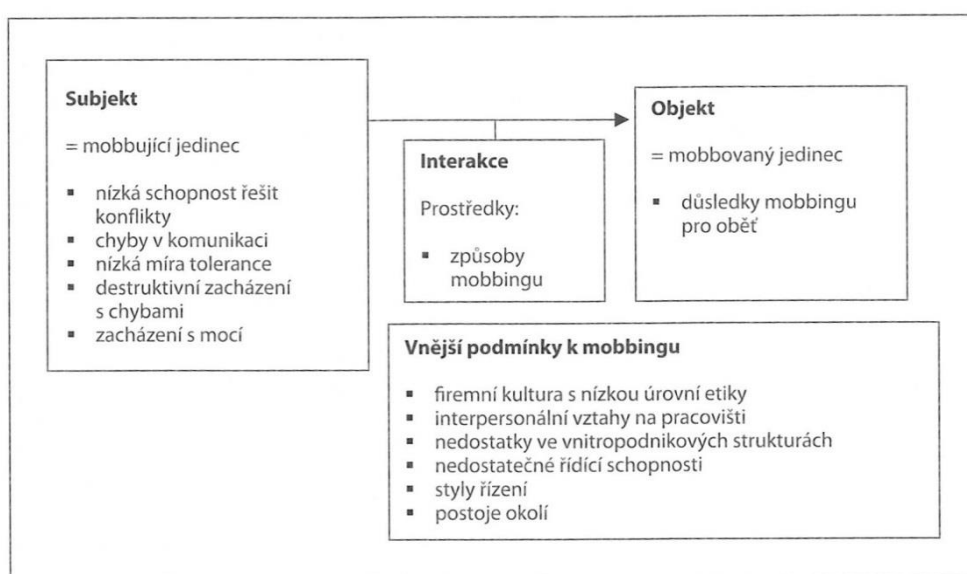 Subjekt
= mobbující jedinec
▪ nízká schopnost řešit
konflikty
▪ chyby v komunikaci
▪ nízká míra tolerance
▪ destruktivní zacházení
s chybami
▪ zacházení s mocí
Interakce
Prostředky:
▪ způsoby
mobbingu
Objekt
= mobbovaný jedinec
▪ důsledky mobbingu
pro oběť
Vnější podmínky k mobbingu
▪ firemní kultura s nízkou úrovní etiky
▪ interpersonální vztahy na pracovišti
▪ nedostatky ve vnitropodnikových strukturách
▪ nedostatečné řídící schopnosti
▪ styly řízení
▪ postoje okolí